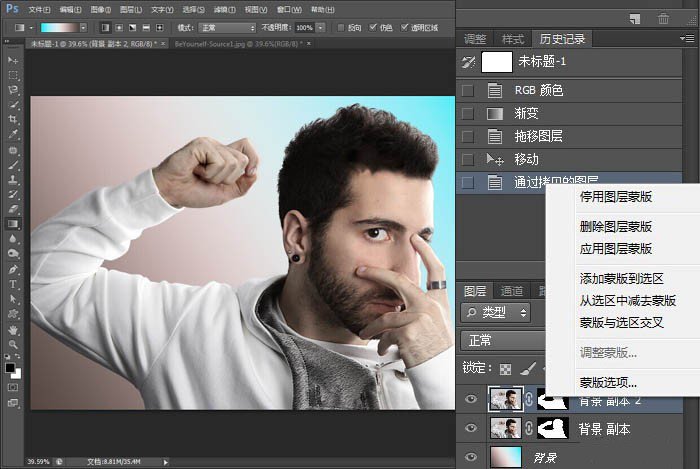 Ps 文件(F) 编辑(E) 图像(I) 图层(L) 文字(Y) 选择(S) 滤镜(T) 视图(V) 窗口(W) 帮助(H)
模式: 正常 不透明度: 100% 反向 仿色 透明区域
未标题-1 @ 39.6% (背景 副本 2, RGB/8) * × BeYourself-Source1.jpg @ 39.6%(RGB/8#) * ×
调整 样式 历史记录
未标题-1
RGB 颜色
渐变
拖移图层
移动
通过拷贝的图层
停用图层蒙版
删除图层蒙版
应用图层蒙版
添加蒙版到选区
从选区中减去蒙版
蒙版与选区交叉
调整蒙版...
蒙版选项...
图层 通道
类型
正常
锁定:
背景 副本 2
背景 副本
背景
39.59% 文档:8.81M/35.4M